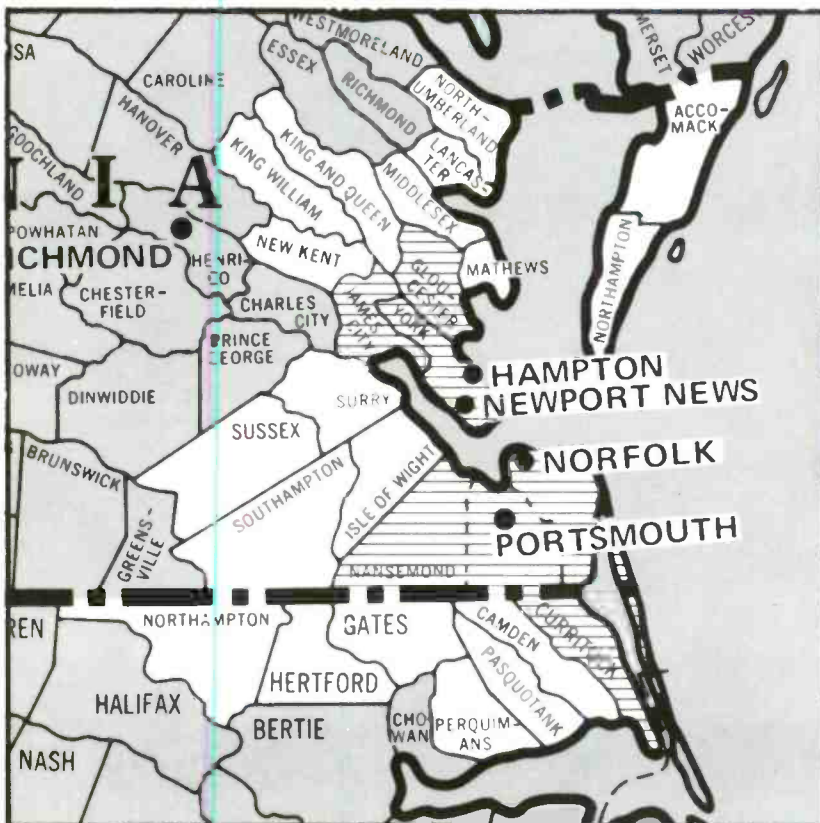 WESTMORELAND
SA
ESSEX
CAROLINE
RICHMOND
NORTH-
UMBERLAND
LANCAS-
TER
MERSET
WORCEST
ACCO-
MACK
HANOVER
GOOCHLAND
KING AND QUEEN
KING WILLIAM
MIDDLESEX
N I A
POWHATAN
ICHMOND
HENRI-
CO
NEW KENT
MATHEWS
GLOU-
CESTER
YORK
JAMES
CITY
NORTHAMPTON
MELIA
CHESTER-
FIELD
CHARLES
CITY
PRINCE
GEORGE
OWAY
DINWIDDIE
HAMPTON
NEWPORT NEWS
SURRY
SUSSEX
BRUNSWICK
SOUTHAMPTON
ISLE OF WIGHT
NORFOLK
GREENS-
VILLE
PORTSMOUTH
NANSEMOND
REN
NORTHAMPTON
GATES
CAMDEN
CURRITUCK
HERTFORD
PASQUOTANK
HALIFAX
BERTIE
CHO-
WAN
PERQUIM-
ANS
NASH